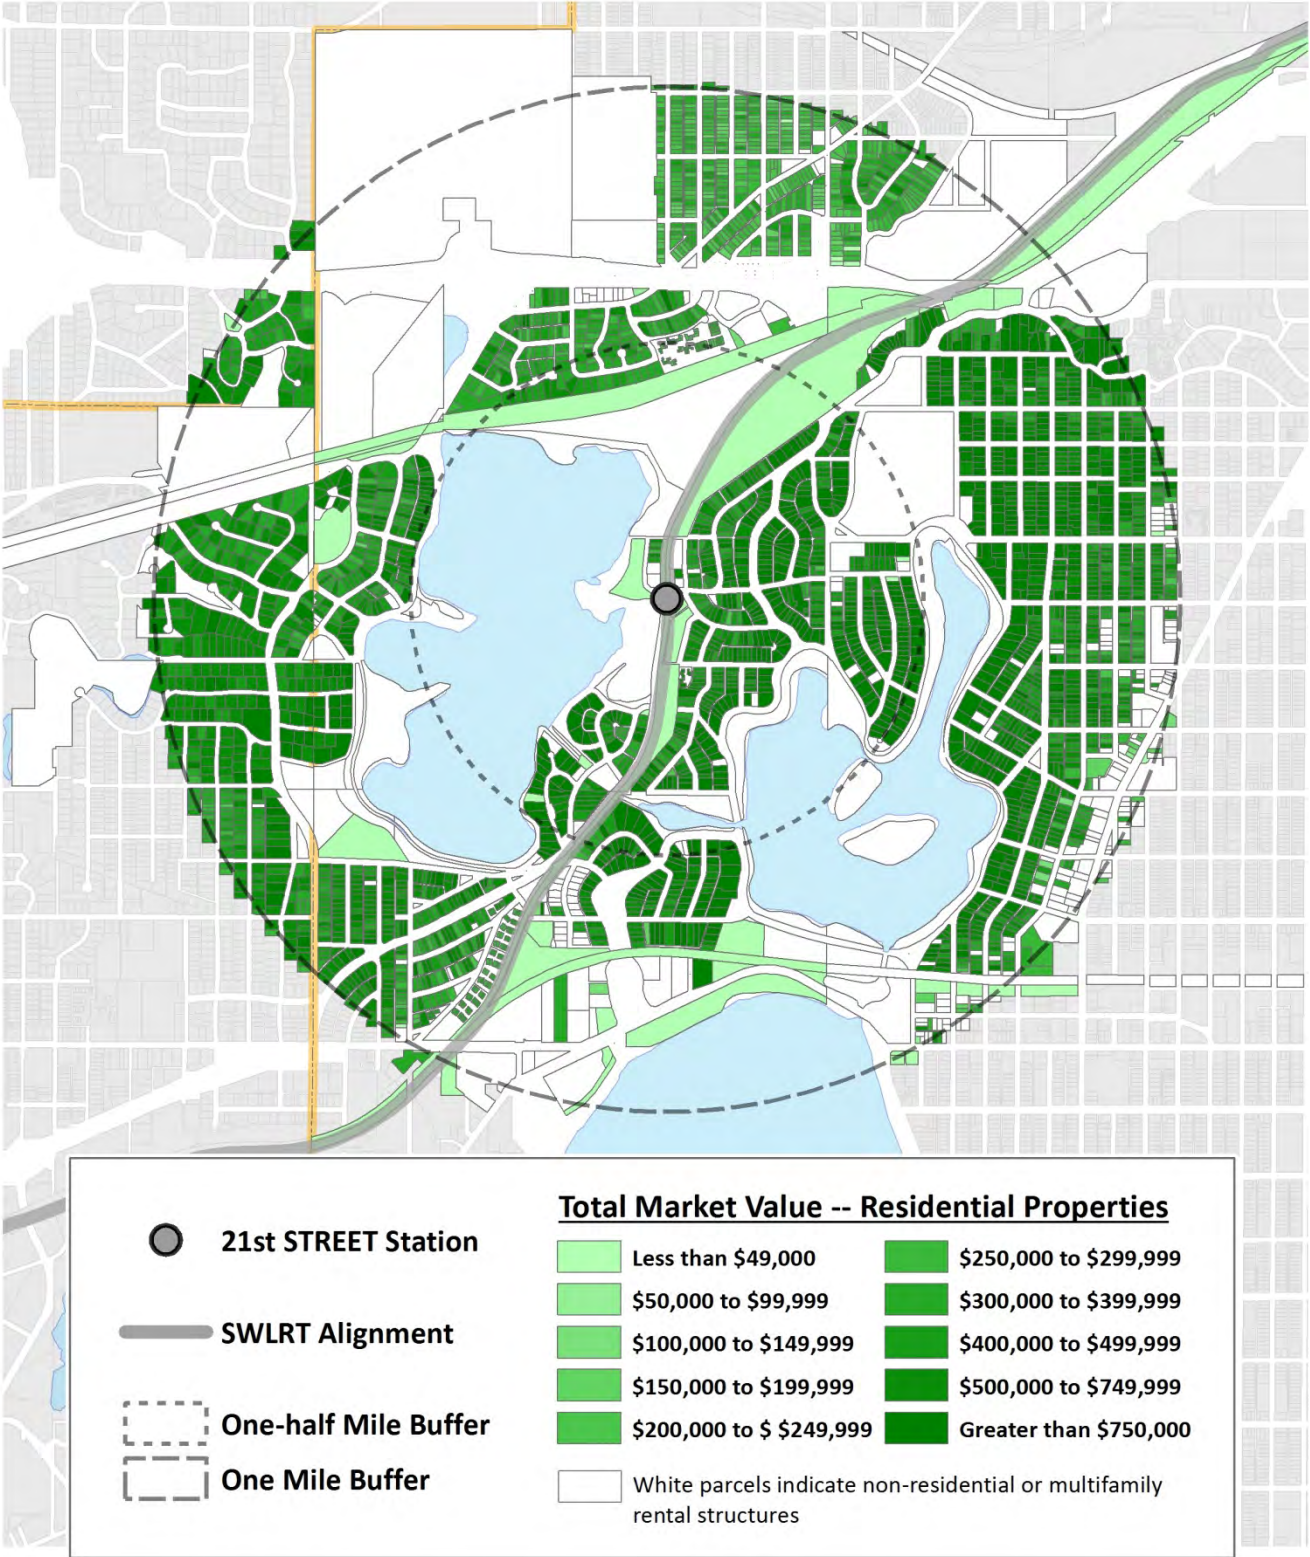 21st STREET Station
SWLRT Alignment
One-half Mile Buffer
One Mile Buffer
Total Market Value -- Residential Properties
Less than $49,000
$50,000 to $99,999
$100,000 to $149,999
$150,000 to $199,999
$200,000 to $ $249,999
$250,000 to $299,999
$300,000 to $399,999
$400,000 to $499,999
$500,000 to $749,999
Greater than $750,000
White parcels indicate non-residential or multifamily
rental structures